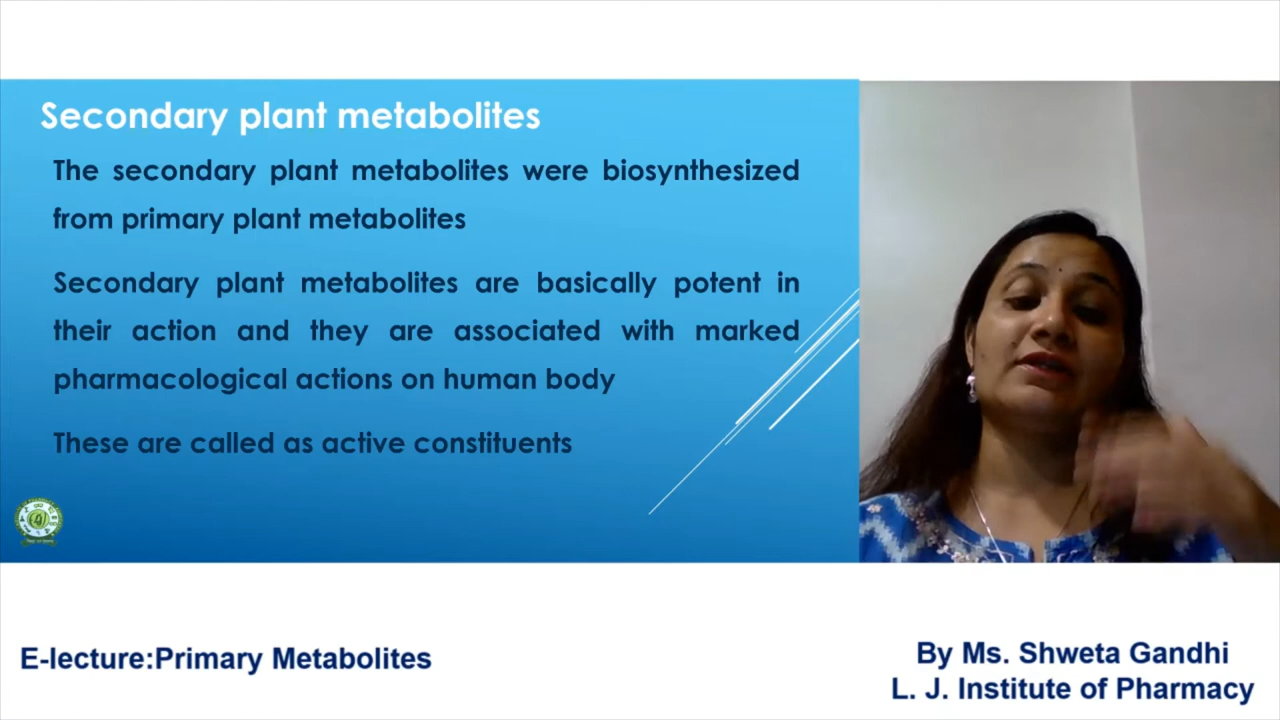 Secondary plant metabolites
The secondary plant metabolites were biosynthesized
from primary plant metabolites
Secondary plant metabolites are basically potent in
their action and they are associated with marked
pharmacological actions on human body
These are called as active constituents
E-lecture:Primary Metabolites
By Ms. Shweta Gandhi
L. J. Institute of Pharmacy